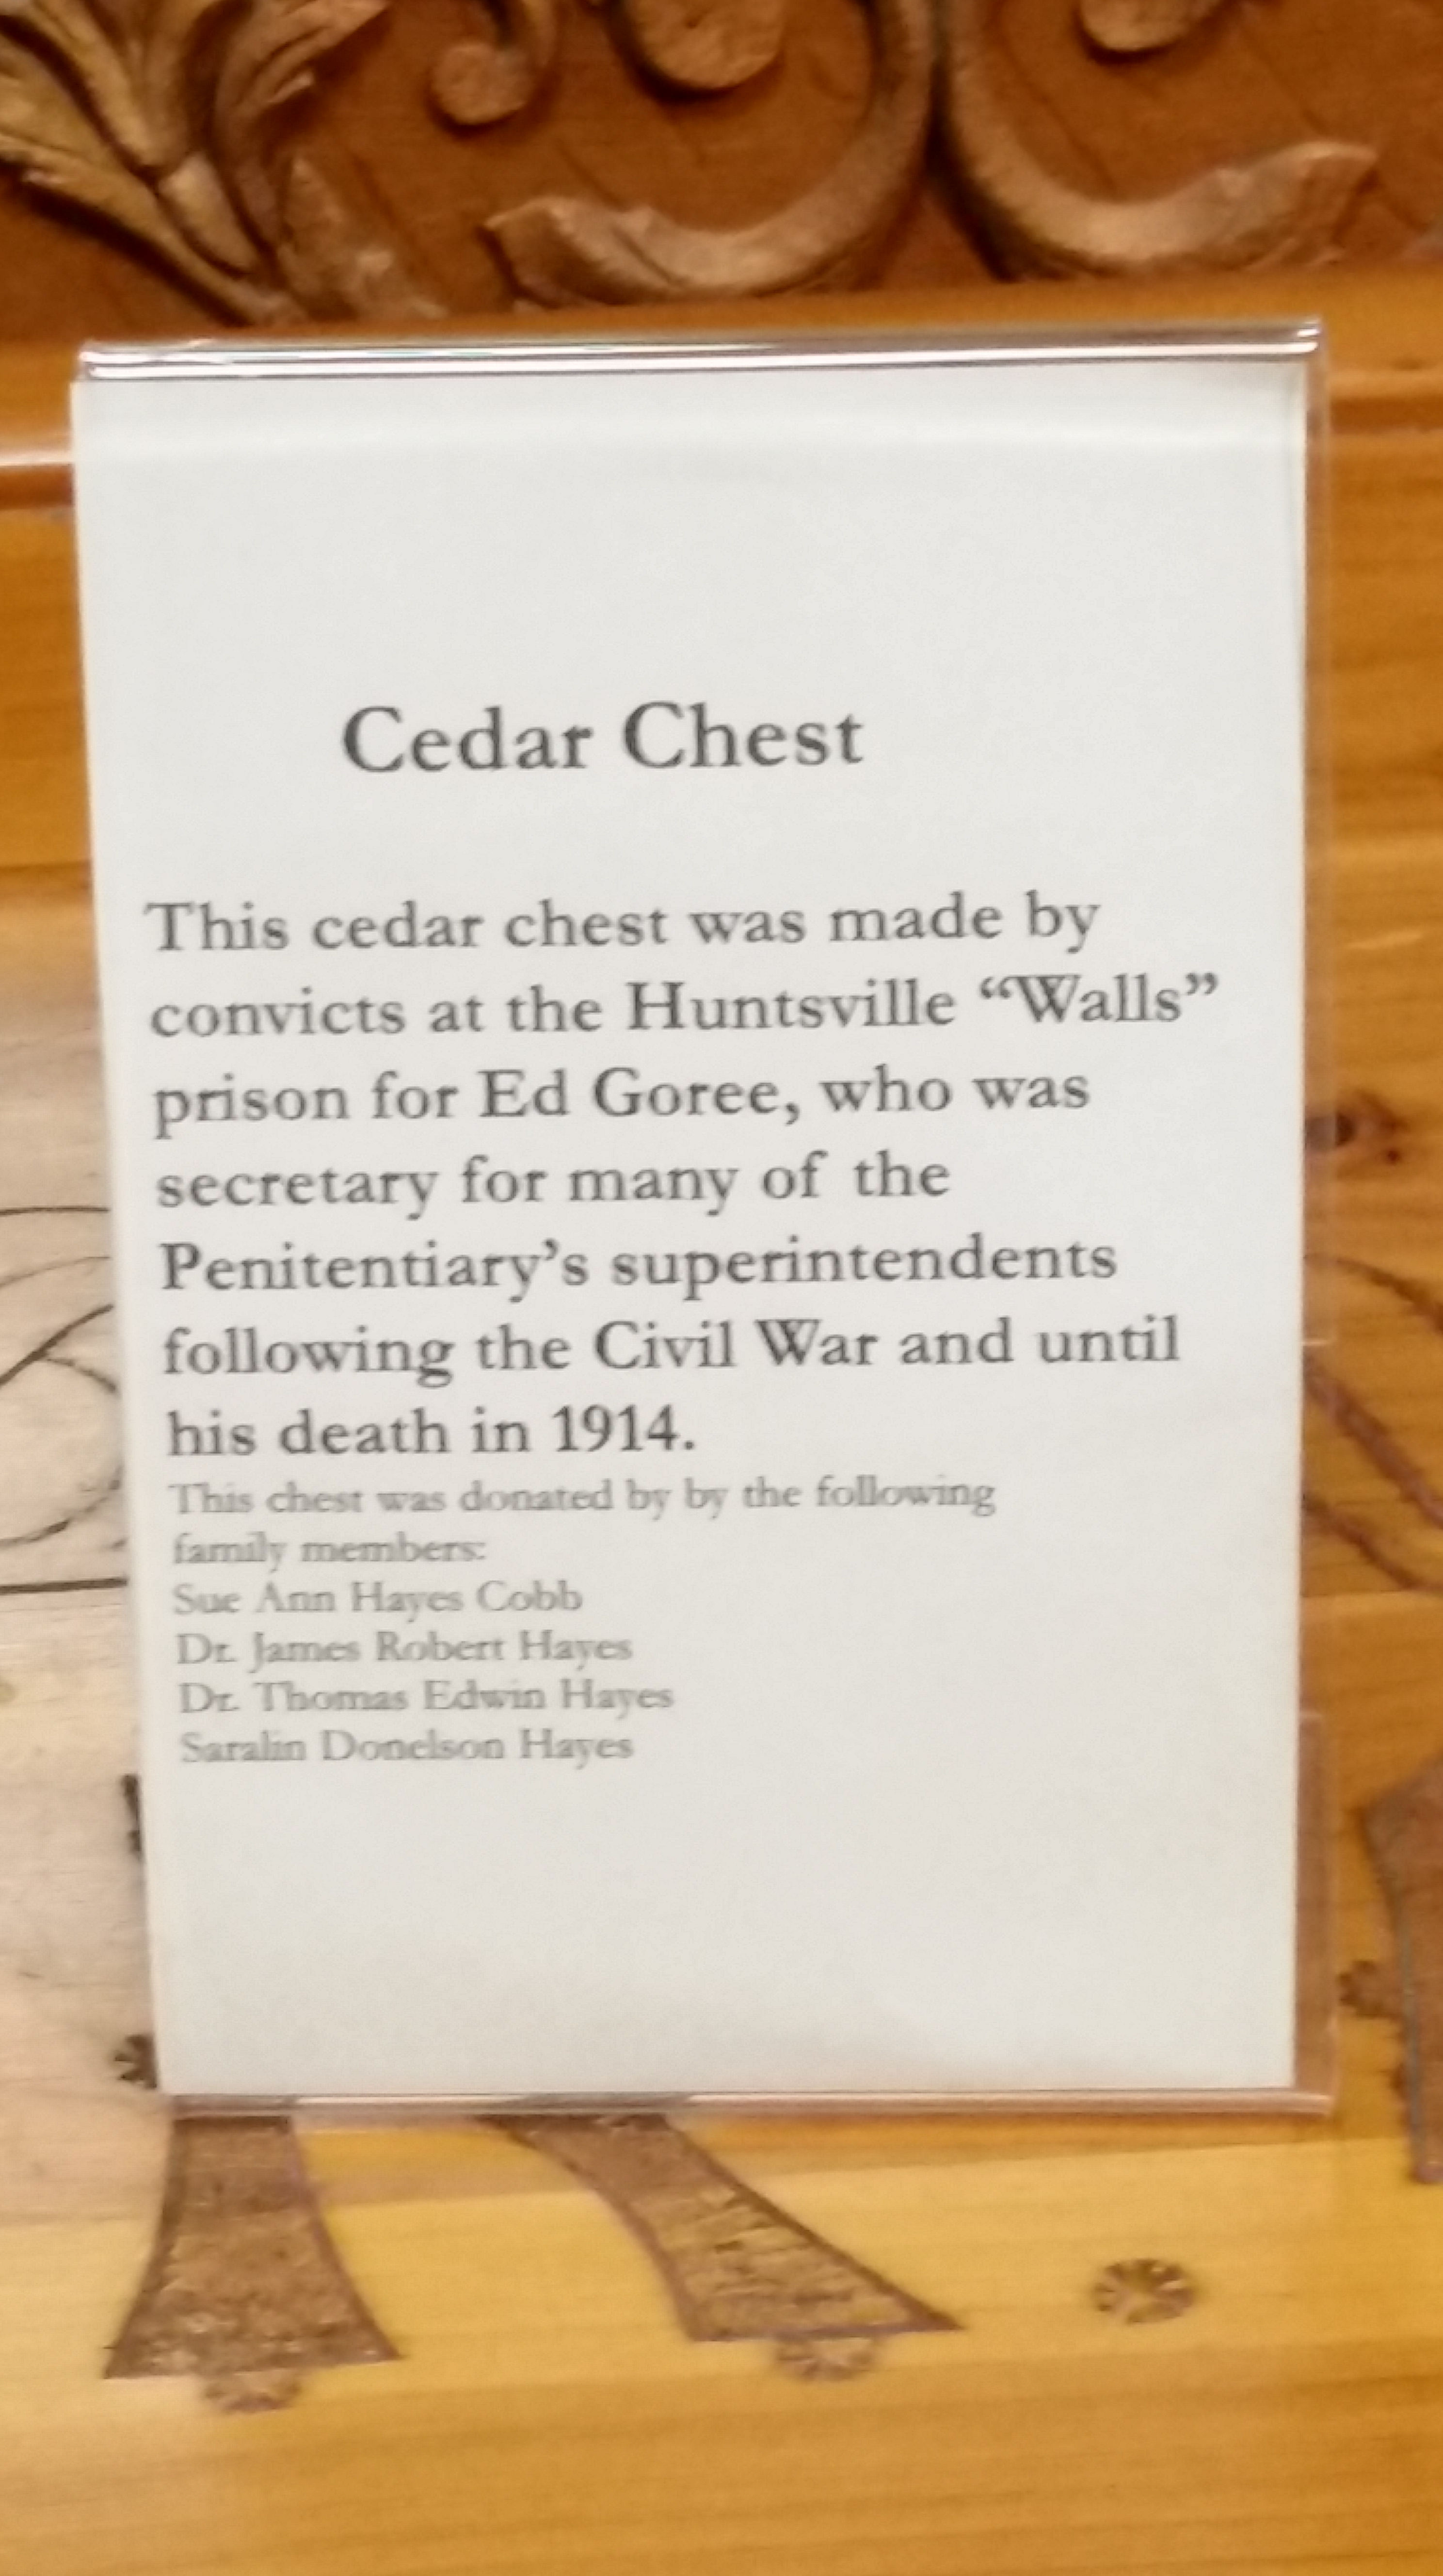 Cedar Chest
This cedar chest was made by
convicts at the Huntsville “Walls”
prison for Ed Goree, who was
secretary for many of the
Penitentiary’s superintendents
following the Civil War and until
his death in 1914.
This chest was donated by by the following
family members:
Sue Ann Hayes Cobb
Dr. James Robert Hayes
Dr. Thomas Edwin Hayes
Saralin Donelson Hayes